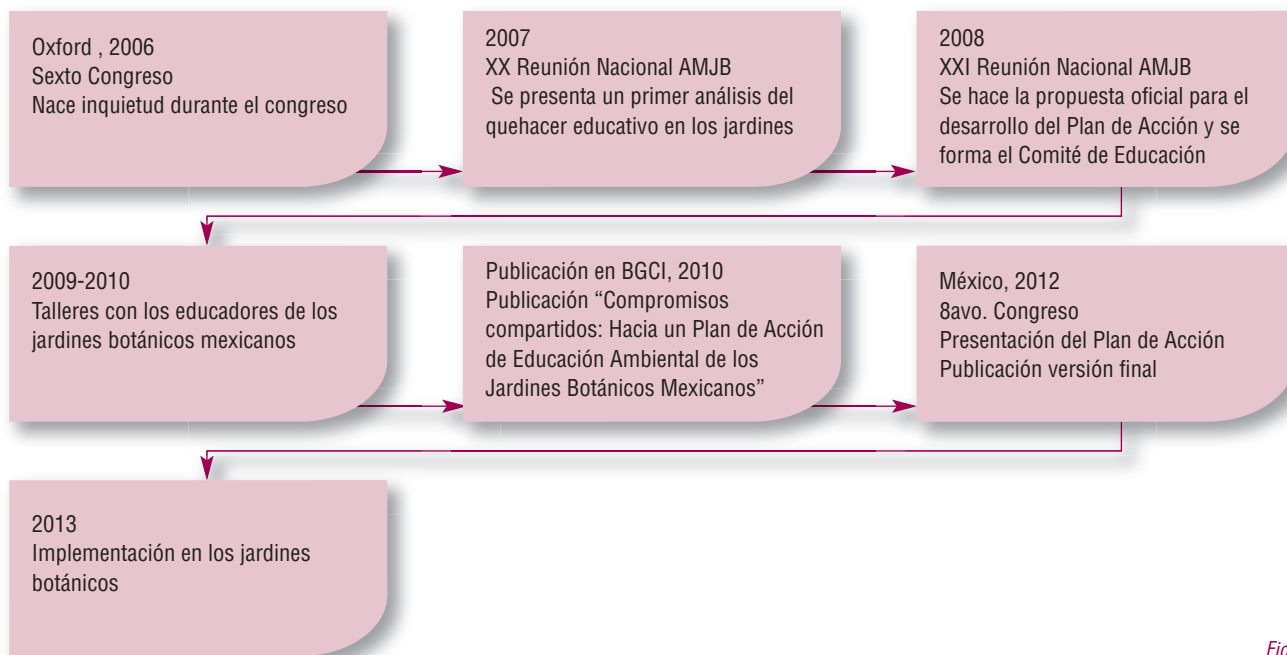 Oxford , 2006
Sexto Congreso
Nace inquietud durante el congreso
2007
XX Reunión Nacional AMJB
Se presenta un primer análisis del
quehacer educativo en los jardines
2008
XXI Reunión Nacional AMJB
Se hace la propuesta oficial para el
desarrollo del Plan de Acción y se
forma el Comité de Educación
2009-2010
Talleres con los educadores de los
jardines botánicos mexicanos
Publicación en BGCI, 2010
Publicación “Compromisos
compartidos: Hacia un Plan de Acción
de Educación Ambiental de los
Jardines Botánicos Mexicanos”
México, 2012
8avo. Congreso
Presentación del Plan de Acción
Publicación versión final
2013
Implementación en los jardines
botánicos